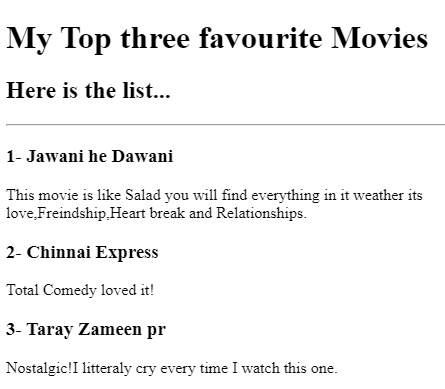 My Top three favourite Movies
Here is the list...
1- Jawani he Dawani
This movie is like Salad you will find everything in it weather its
love,Freindship,Heart break and Relationships.
2- Chinnai Express
Total Comedy loved it!
3- Taray Zameen pr
Nostalgic!I litteraly cry every time I watch this one.